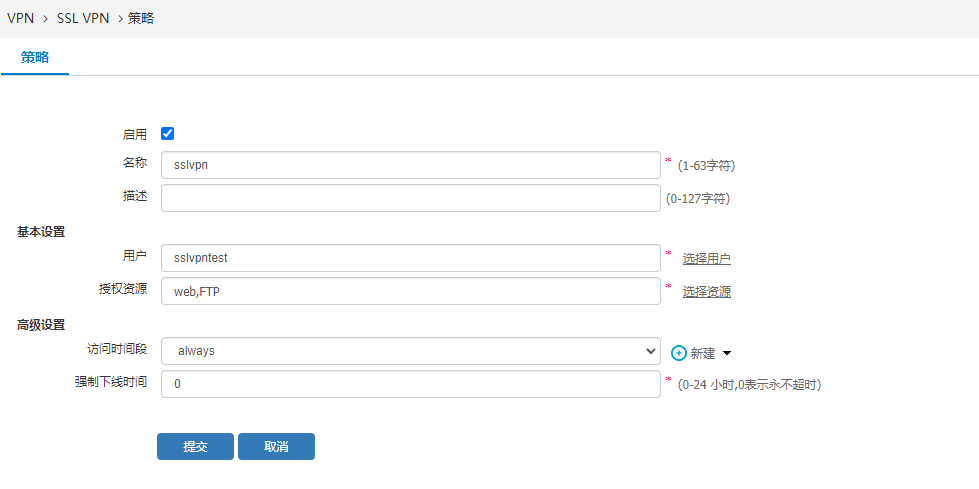 VPN > SSL VPN > 策略
策略
启用
名称 sslvpn * (1-63字符)
描述 (0-127字符)
基本设置
用户 sslvpntest * 选择用户
授权资源 web,FTP * 选择资源
高级设置
访问时间段 always 新建
强制下线时间 0 * (0-24 小时,0表示永不超时)
提交 取消